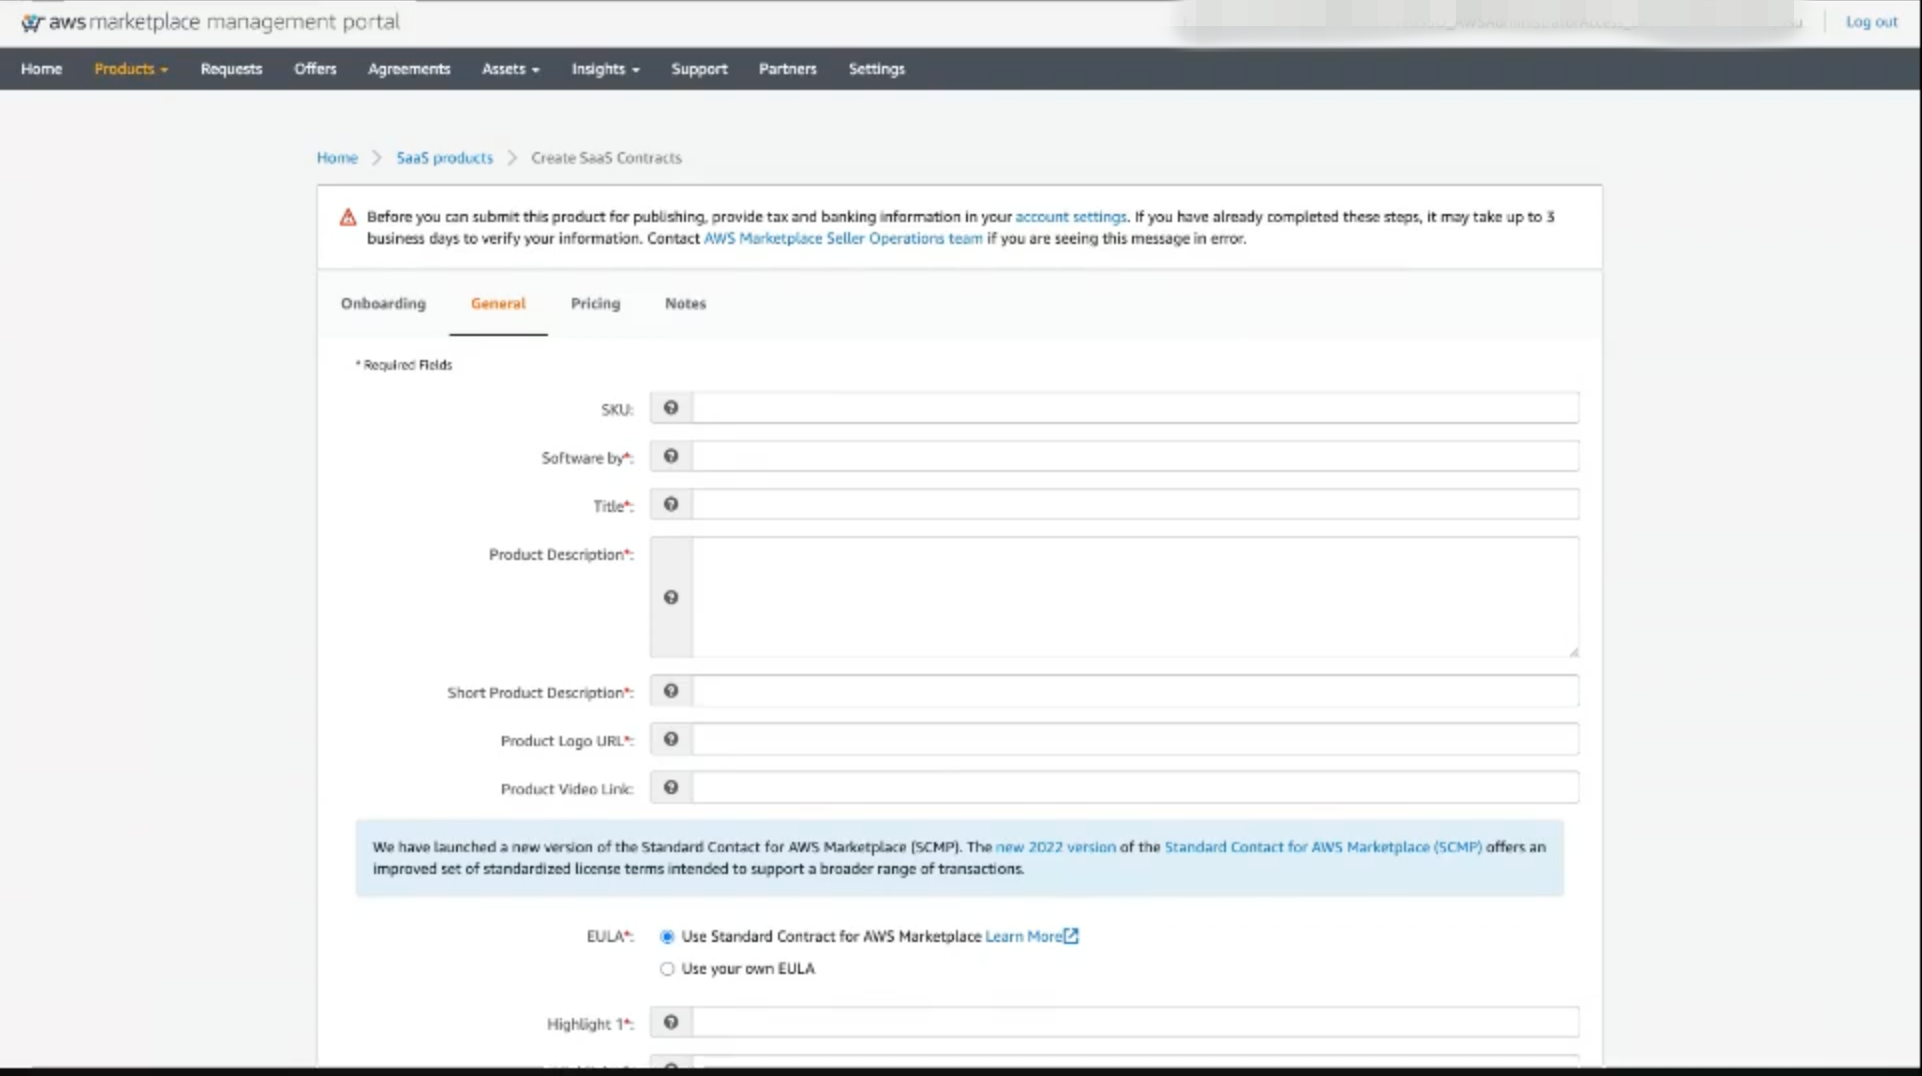 aws marketplace management portal
Log out
Home Products Requests Offers Agreements Assets Insights Support Partners Settings
Home > SaaS products > Create SaaS Contracts
Before you can submit this product for publishing, provide tax and banking information in your account settings. If you have already completed these steps, it may take up to 3
business days to verify your information. Contact AWS Marketplace Seller Operations team if you are seeing this message in error.
Onboarding General Pricing Notes
* Required Fields
SKU:
Software by*:
Title*:
Product Description*:
Short Product Description*:
Product Logo URL*:
Product Video Link:
We have launched a new version of the Standard Contact for AWS Marketplace (SCMP). The new 2022 version of the Standard Contact for AWS Marketplace (SCMP) offers an
improved set of standardized license terms intended to support a broader range of transactions.
EULA*: Use Standard Contract for AWS Marketplace Learn More
Use your own EULA
Highlight 1*: